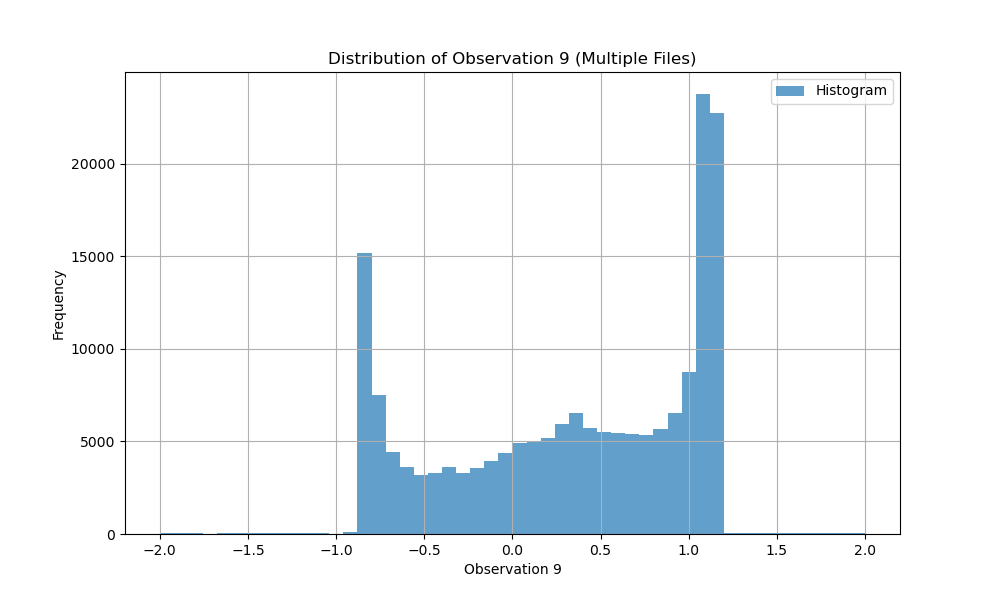 Distribution of Observation 9 (Multiple Files)
Histogram
Frequency
20000
15000
10000
5000
0
−2.0 −1.5 −1.0 −0.5 0.0 0.5 1.0 1.5 2.0
Observation 9